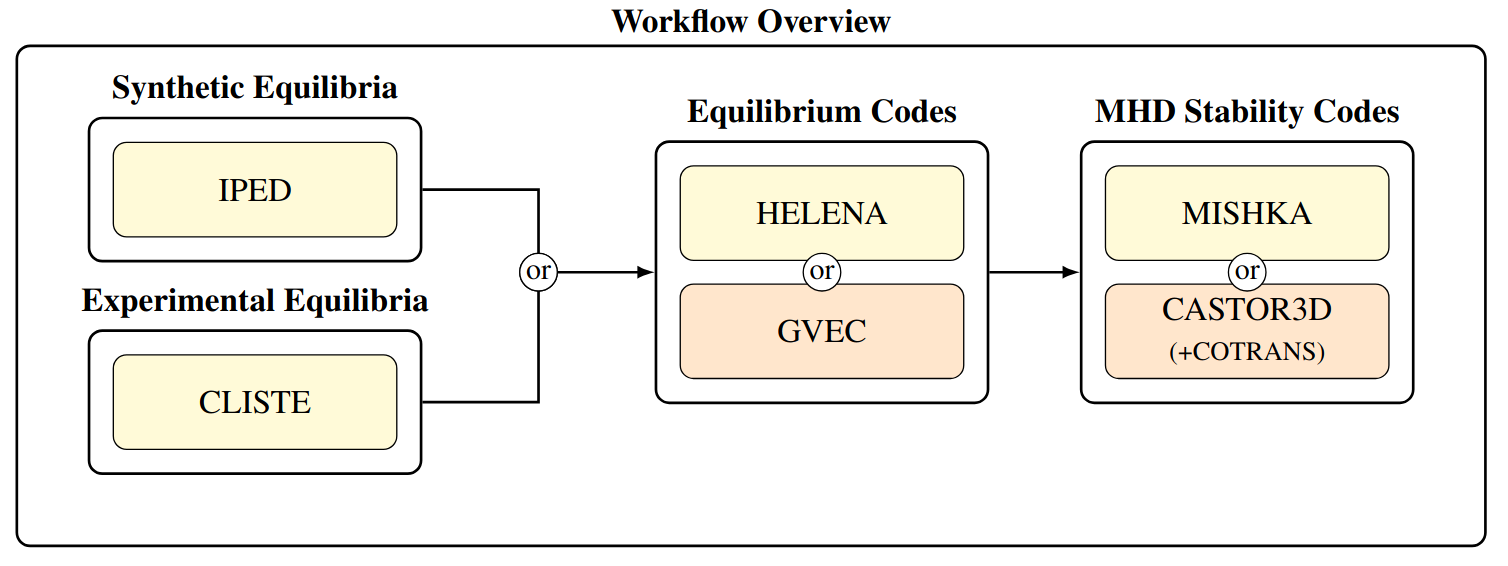 Workflow Overview
Synthetic Equilibria
IPED
Experimental Equilibria
CLISTE
or
Equilibrium Codes
HELENA
or
GVEC
MHD Stability Codes
MISHKA
or
CASTOR3D
(+COTRANS)